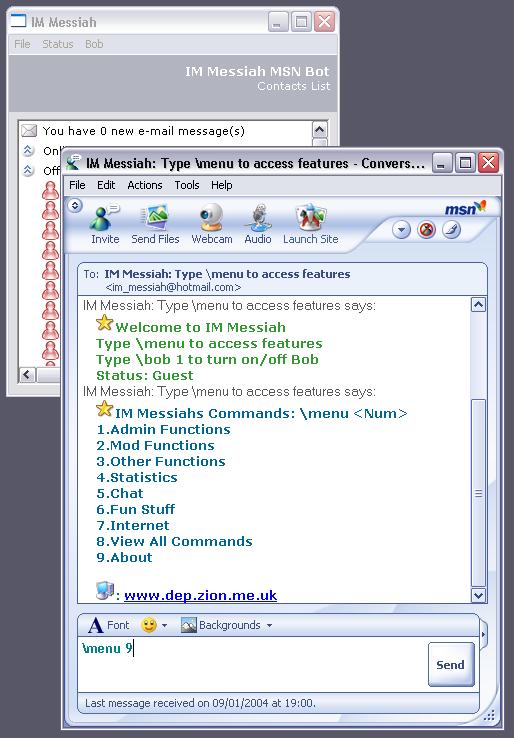 IM Messiah
File Status Bob
IM Messiah MSN Bot
Contacts List
You have 0 new e-mail message(s)
IM Messiah: Type \menu to access features - Convers...
File Edit Actions Tools Help
msn
Invite Send Files Webcam Audio Launch Site
To: IM Messiah: Type \menu to access features
<im_messiah@hotmail.com>
IM Messiah: Type \menu to access features says:
Welcome to IM Messiah
Type \menu to access features
Type \bob 1 to turn on/off Bob
Status: Guest
IM Messiah: Type \menu to access features says:
IM Messiahs Commands: \menu <Num>
1.Admin Functions
2.Mod Functions
3.Other Functions
4.Statistics
5.Chat
6.Fun Stuff
7.Internet
8.View All Commands
9.About
: www.dep.zion.me.uk
A Font Backgrounds
\menu 9
Send
Last message received on 09/01/2004 at 19:00.